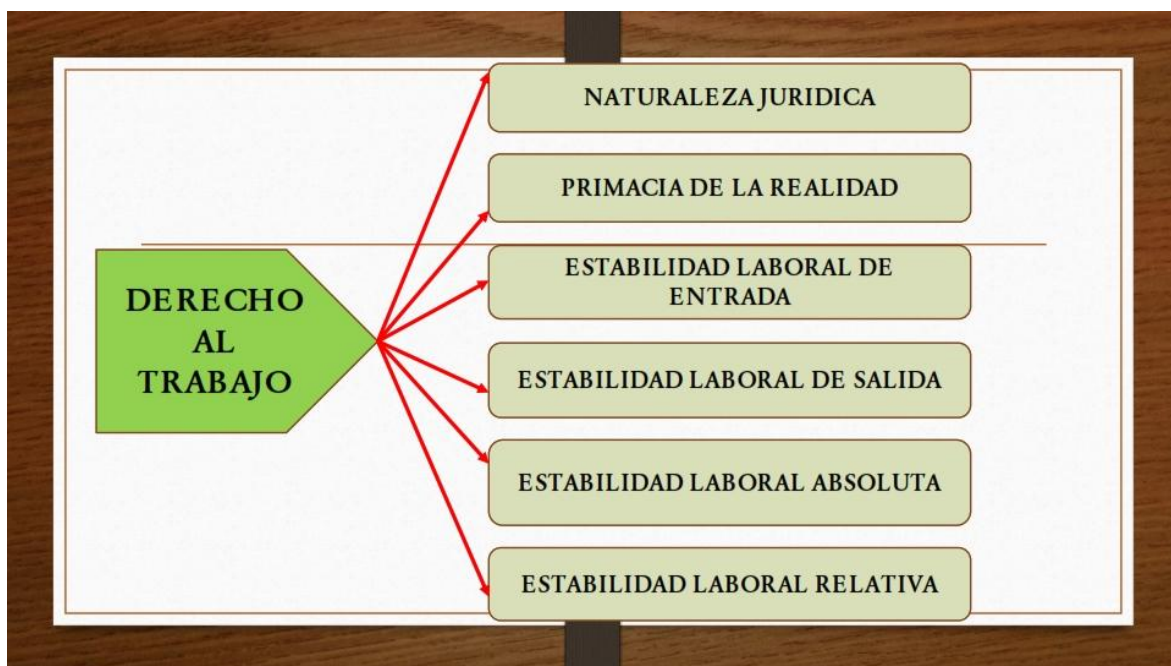 DERECHO
AL
TRABAJO
NATURALEZA JURIDICA
PRIMACIA DE LA REALIDAD
ESTABILIDAD LABORAL DE
ENTRADA
ESTABILIDAD LABORAL DE SALIDA
ESTABILIDAD LABORAL ABSOLUTA
ESTABILIDAD LABORAL RELATIVA